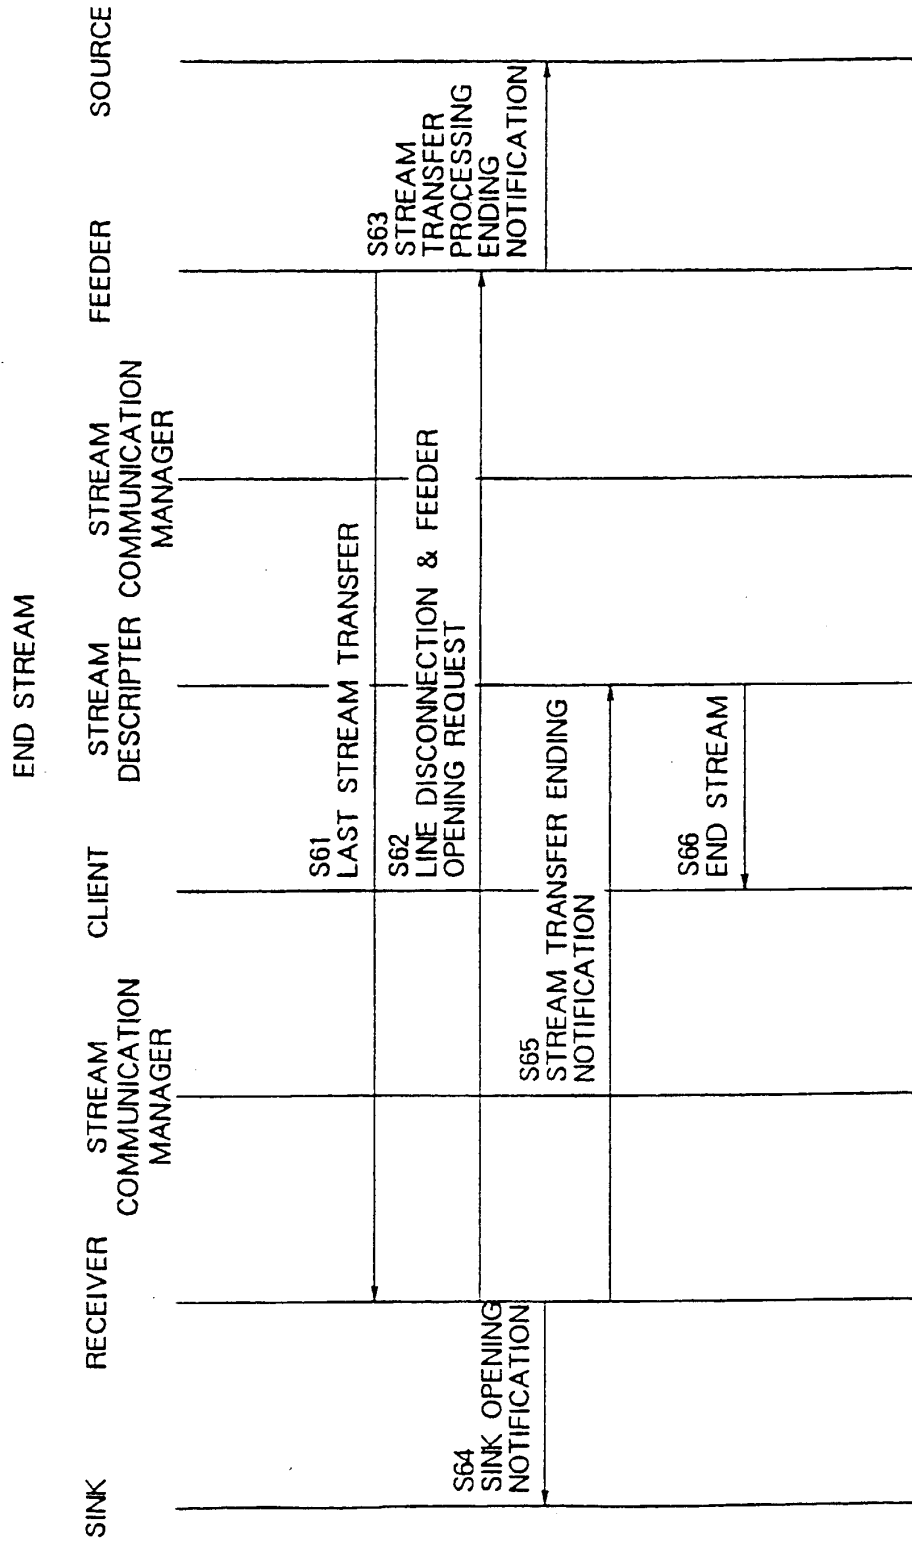 END STREAM
SINK
RECEIVER
STREAM
COMMUNICATION
MANAGER
CLIENT
STREAM
DESCRIPTER
STREAM
COMMUNICATION
MANAGER
FEEDER
SOURCE
S61
LAST STREAM TRANSFER
S62
LINE DISCONNECTION & FEEDER
OPENING REQUEST
S63
STREAM
TRANSFER
PROCESSING
ENDING
NOTIFICATION
S64
SINK OPENING
NOTIFICATION
S65
STREAM TRANSFER ENDING
NOTIFICATION
S66
END STREAM